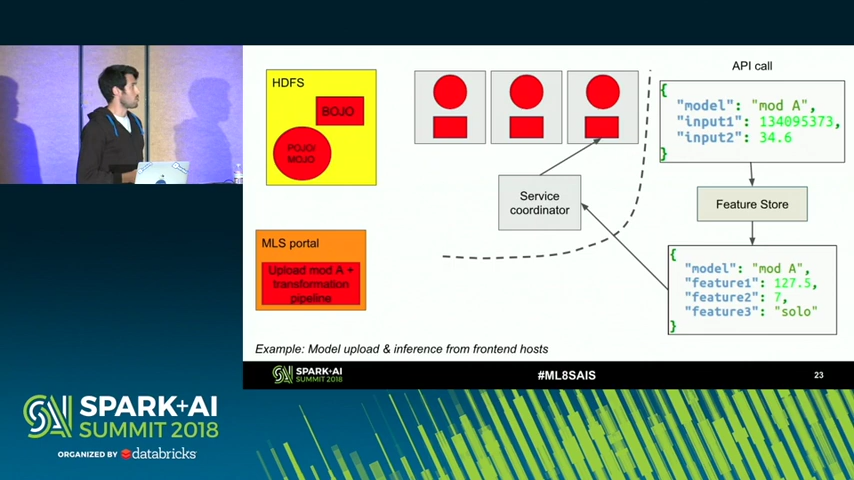 HDFS
BOJO
POJO/
MOJO
MLS portal
Upload mod A +
transformation
pipeline
Service
coordinator
API call
{
"model": "mod A",
"input1": 134095373,
"input2": 34.6
}
Feature Store
{
"model": "mod A",
"feature1": 127.5,
"feature2": 7,
"feature3": "solo"
}
Example: Model upload & inference from frontend hosts
SPARK+AI
SUMMIT 2018
#ML8SAIS
23
SPARK+AI
SUMMIT 2018
ORGANIZED BY databricks